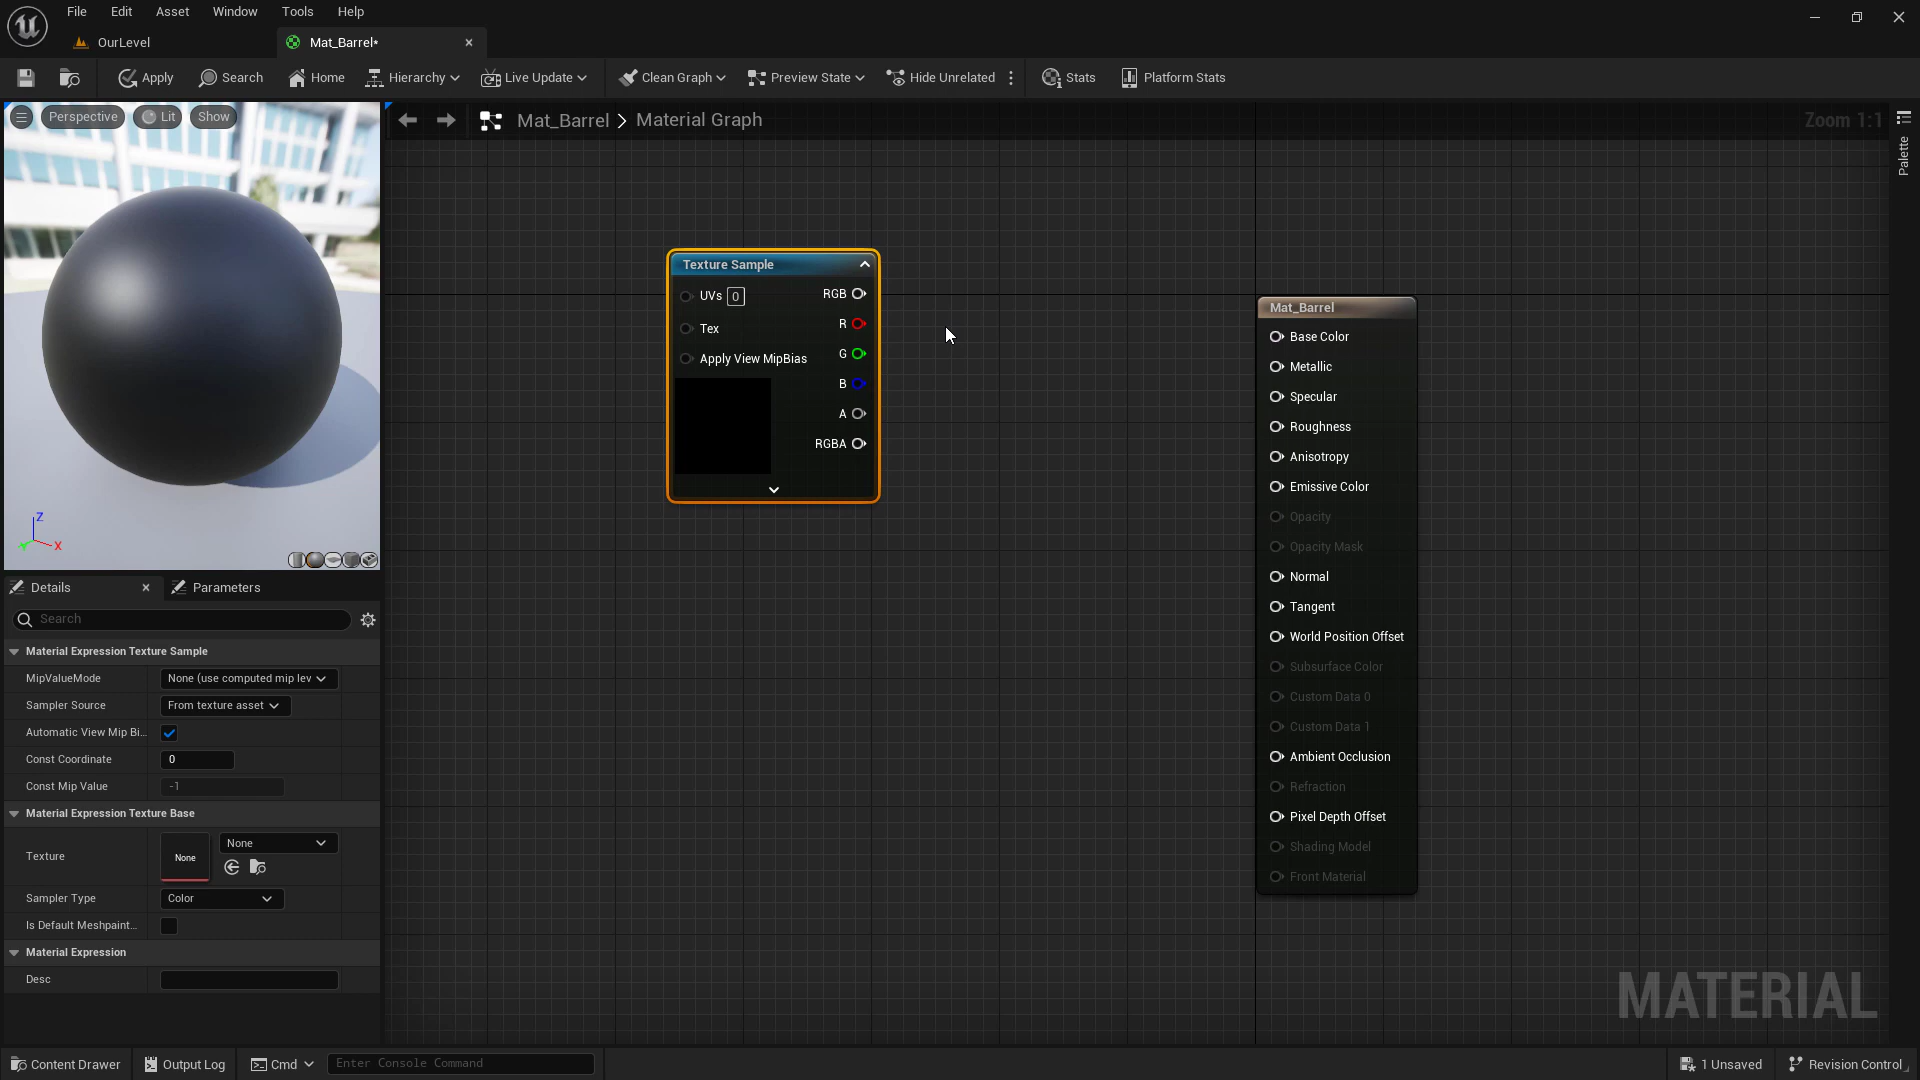 File Edit Asset Window Tools Help
OurLevel
Mat_Barrel*
Apply Search Home Hierarchy Live Update Clean Graph Preview State Hide Unrelated Stats Platform Stats
Perspective Lit Show
Mat_Barrel > Material Graph
Zoom 1:1
Palette
Texture Sample
UVs 0 RGB
R
Tex
G
Apply View MipBias
B
A
RGBA
Mat_Barrel
Base Color
Metallic
Specular
Roughness
Anisotropy
Emissive Color
Opacity
Opacity Mask
Normal
Tangent
World Position Offset
Subsurface Color
Custom Data 0
Custom Data 1
Ambient Occlusion
Refraction
Pixel Depth Offset
Shading Model
Front Material
Z
X
Y
Details Parameters
Search
Material Expression Texture Sample
MipValueMode None (use computed mip lev
Sampler Source From texture asset
Automatic View Mip Bi...
Const Coordinate 0
Const Mip Value -1
Material Expression Texture Base
Texture None None
Sampler Type Color
Is Default Meshpaint...
Material Expression
Desc
MATERIAL
Content Drawer Output Log Cmd Enter Console Command 1 Unsaved Revision Control